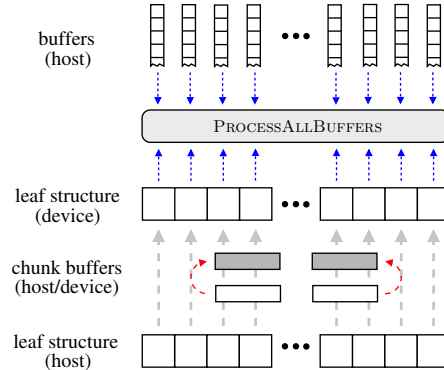 buffers
(host)
PROCESSALLBUFFERS
leaf structure
(device)
chunk buffers
(host/device)
leaf structure
(host)